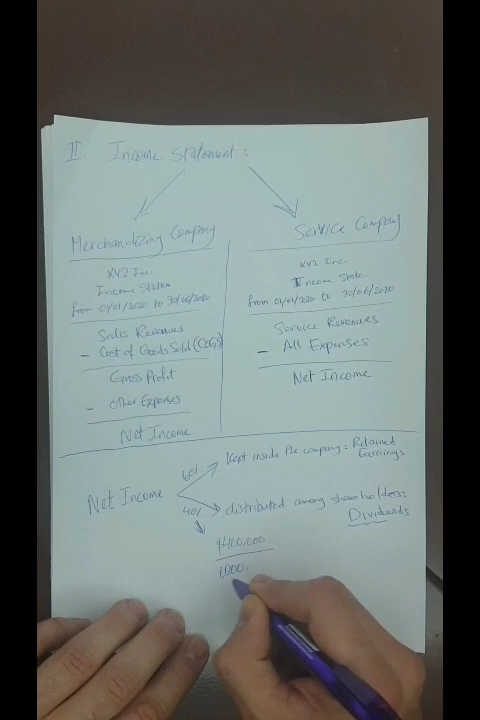 II. Income Statement:
Merchandizing Company
XYZ Inc.
Income State
from 01/01/2020 to 30/06/2020
Sales Revenues
- Cost of Goods Sold (COGS)
Gross Profit
- Other Expenses
Net Income
Service Company
XYZ Inc.
Income State.
from 01/01/2020 to 30/06/2020
Service Revenues
- All Expenses
Net Income
Net Income
60%
Kept inside the company: Retained
Earnings
40%
distributed among shareholders:
Dividends
$400,000
1,000.